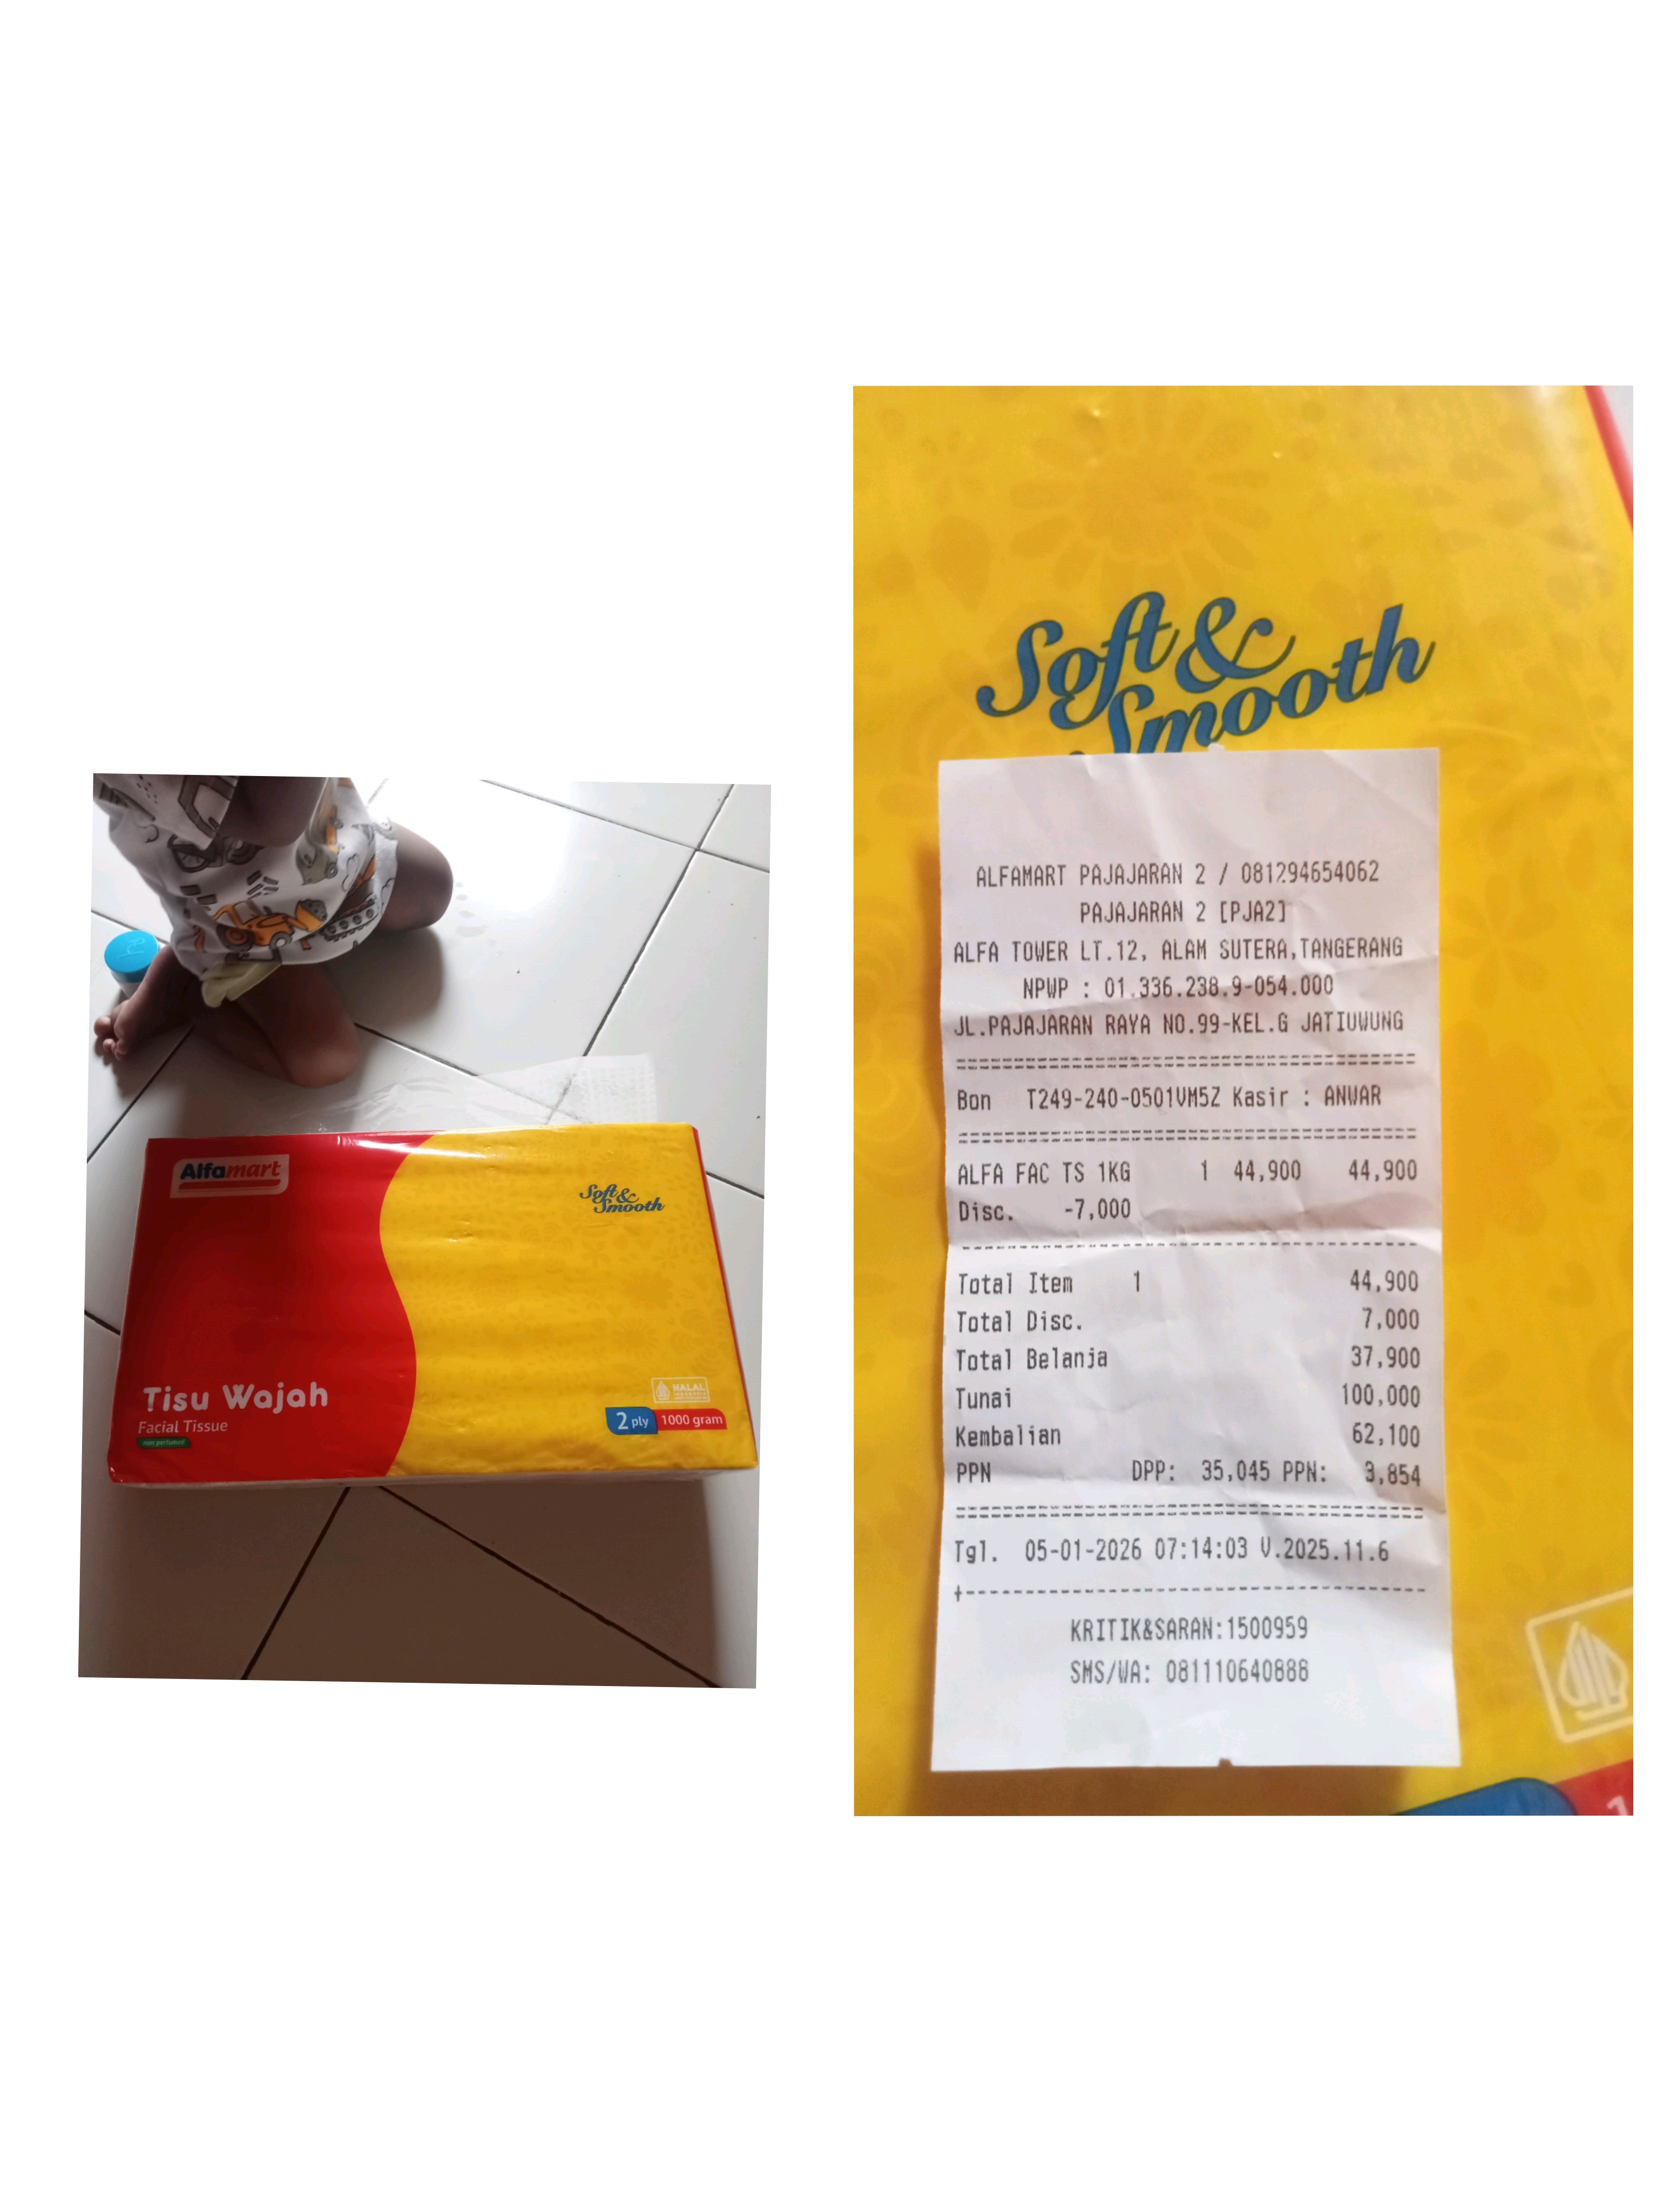 Alfamart
Soft &
Smooth
Tisu Wajah
Facial Tissue
non perfumed
HALAL
INDONESIA
2 ply 1000 gram
Soft &
Smooth
ALFAMART PAJAJARAN 2 / 081294654062
PAJAJARAN 2 [PJA2]
ALFA TOWER LT.12, ALAM SUTERA,TANGERANG
NPWP : 01.336.238.9-054.000
JL.PAJAJARAN RAYA NO.99-KEL.G JATIUWUNG
Bon T249-240-0501VM5Z Kasir : ANWAR
ALFA FAC TS 1KG 1 44,900 44,900
Disc. -7,000
Total Item 1 44,900
Total Disc. 7,000
Total Belanja 37,900
Tunai 100,000
Kembalian 62,100
PPN DPP: 35,045 PPN: 3,854
Tgl. 05-01-2026 07:14:03 V.2025.11.6
KRITIK&SARAN:1500959
SMS/WA: 081110640888
1